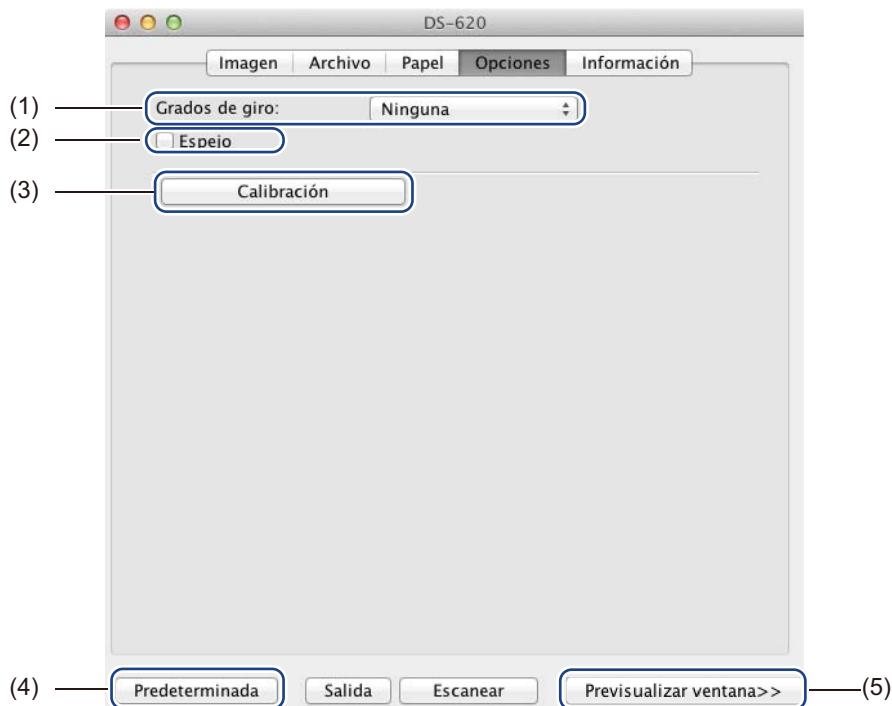 DS-620
Imagen Archivo Papel Opciones Información
(1) Grados de giro: Ninguna
(2) Espejo
(3) Calibración
(4) Predeterminada Salida Escanear Previsualizar ventana>> (5)